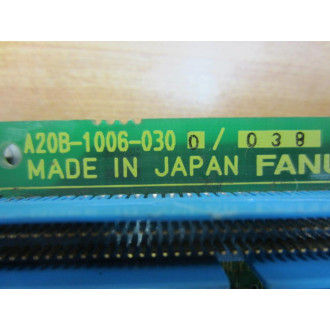 A20B-1006-030 0 / 03B
MADE IN JAPAN FANU